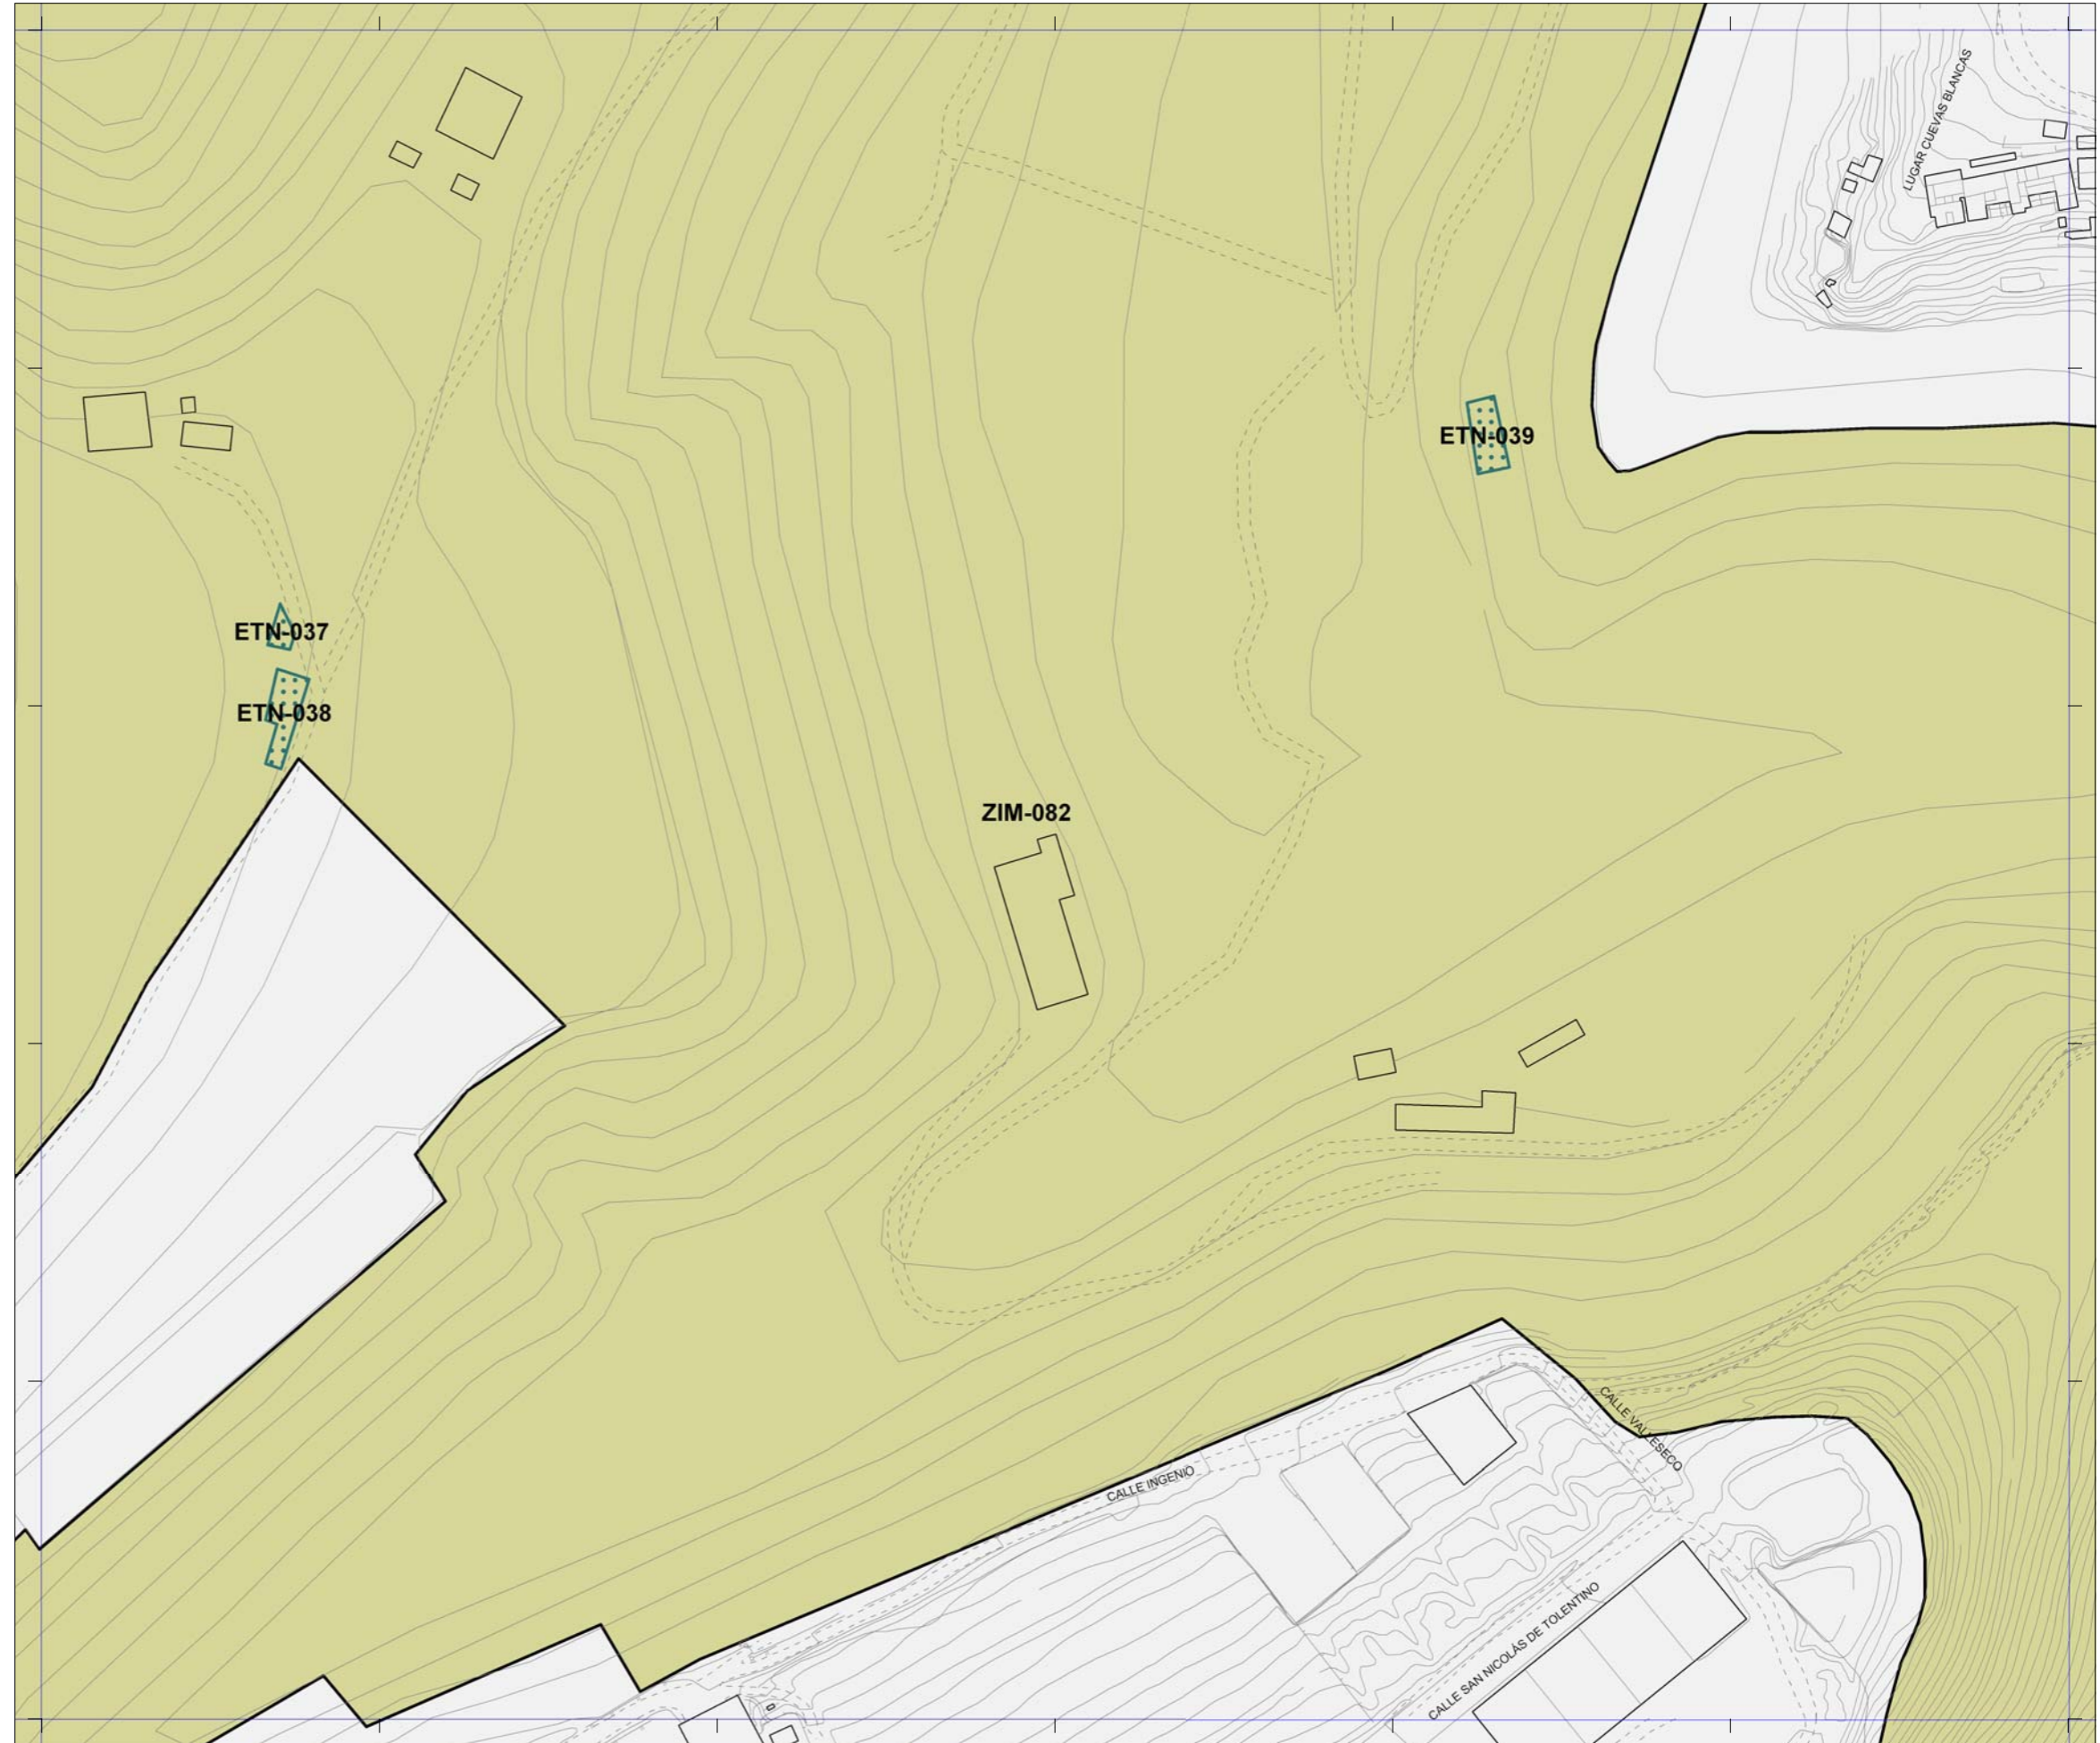 LUGAR CUEVAS BLANCAS
ETN-039
ETN-037
ETN-038
ZIM-082
CALLE VALLESECO
CALLE INGENIO
CALLE SAN NICOLÁS DE TOLENTINO